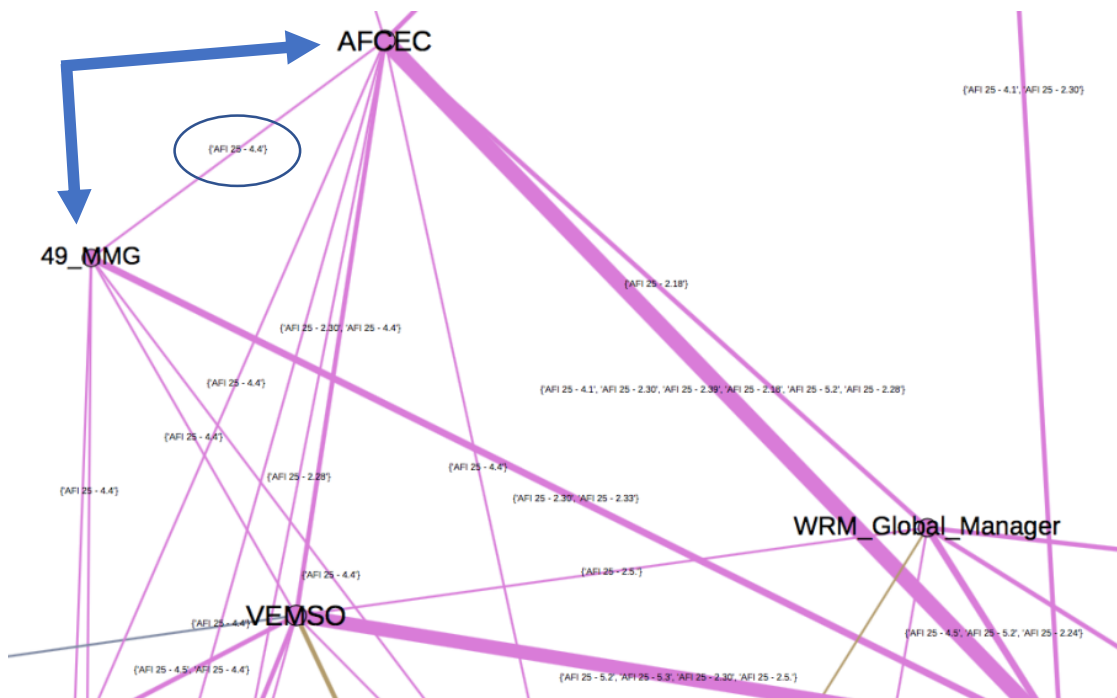 AFCEC
{'AFI 25 - 4.1', 'AFI 25 - 2.30'}
{'AFI 25 - 4.4'}
49_MMG
{'AFI 25 - 2.18'}
{'AFI 25 - 2.30', 'AFI 25 - 4.4'}
{'AFI 25 - 4.4'}
{'AFI 25 - 4.1', 'AFI 25 - 2.30', 'AFI 25 - 2.39', 'AFI 25 - 2.18', 'AFI 25 - 5.2', 'AFI 25 - 2.28'}
{'AFI 25 - 4.4'}
{'AFI 25 - 4.4'}
{'AFI 25 - 2.28'}
{'AFI 25 - 4.4'}
{'AFI 25 - 2.30', 'AFI 25 - 2.33'}
WRM_Global_Manager
{'AFI 25 - 4.4'}
{'AFI 25 - 2.5.'}
VEMSO
{'AFI 25 - 4.4'}
{'AFI 25 - 4.5', 'AFI 25 - 5.2', 'AFI 25 - 2.24'}
{'AFI 25 - 4.5', 'AFI 25 - 4.4'}
{'AFI 25 - 5.2', 'AFI 25 - 5.3', 'AFI 25 - 2.30', 'AFI 25 - 2.5.'}